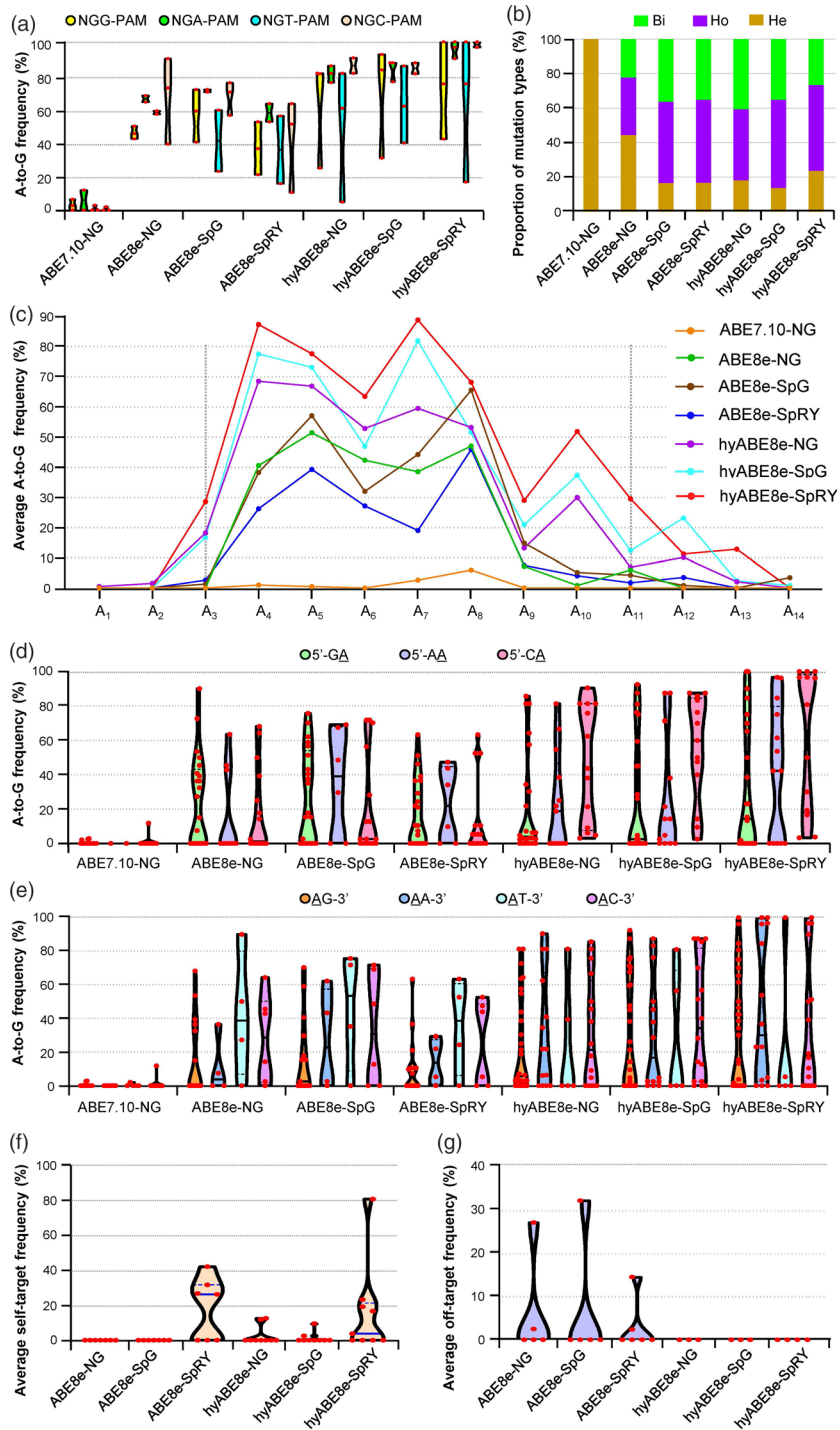 (a)
NGG-PAM NGA-PAM NGT-PAM NGC-PAM
A-to-G frequency (%)
100
80
60
40
20
0
ABE7.10-NG
ABE8e-NG
ABE8e-SpG
ABE8e-SpRY
hyABE8e-NG
hyABE8e-SpG
hyABE8e-SpRY
(b)
Bi Ho He
Proportion of mutation types (%)
100
80
60
40
20
0
ABE7.10-NG
ABE8e-NG
ABE8e-SpG
ABE8e-SpRY
hyABE8e-NG
hyABE8e-SpG
hyABE8e-SpRY
(c)
Average A-to-G frequency (%)
90
80
70
60
50
40
30
20
10
0
A1 A2 A3 A4 A5 A6 A7 A8 A9 A10 A11 A12 A13 A14
ABE7.10-NG
ABE8e-NG
ABE8e-SpG
ABE8e-SpRY
hyABE8e-NG
hyABE8e-SpG
hyABE8e-SpRY
(d)
5'-GA 5'-AA 5'-CA
A-to-G frequency (%)
100
80
60
40
20
0
ABE7.10-NG ABE8e-NG ABE8e-SpG ABE8e-SpRY hyABE8e-NG hyABE8e-SpG hyABE8e-SpRY
(e)
AG-3' AA-3' AT-3' AC-3'
A-to-G frequency (%)
100
80
60
40
20
0
ABE7.10-NG ABE8e-NG ABE8e-SpG ABE8e-SpRY hyABE8e-NG hyABE8e-SpG hyABE8e-SpRY
(f)
Average self-target frequency (%)
100
80
60
40
20
0
ABE8e-NG
ABE8e-SpG
ABE8e-SpRY
hyABE8e-NG
hyABE8e-SpG
hyABE8e-SpRY
(g)
Average off-target frequency (%)
40
30
20
10
0
ABE8e-NG
ABE8e-SpG
ABE8e-SpRY
hyABE8e-NG
hyABE8e-SpG
hyABE8e-SpRY